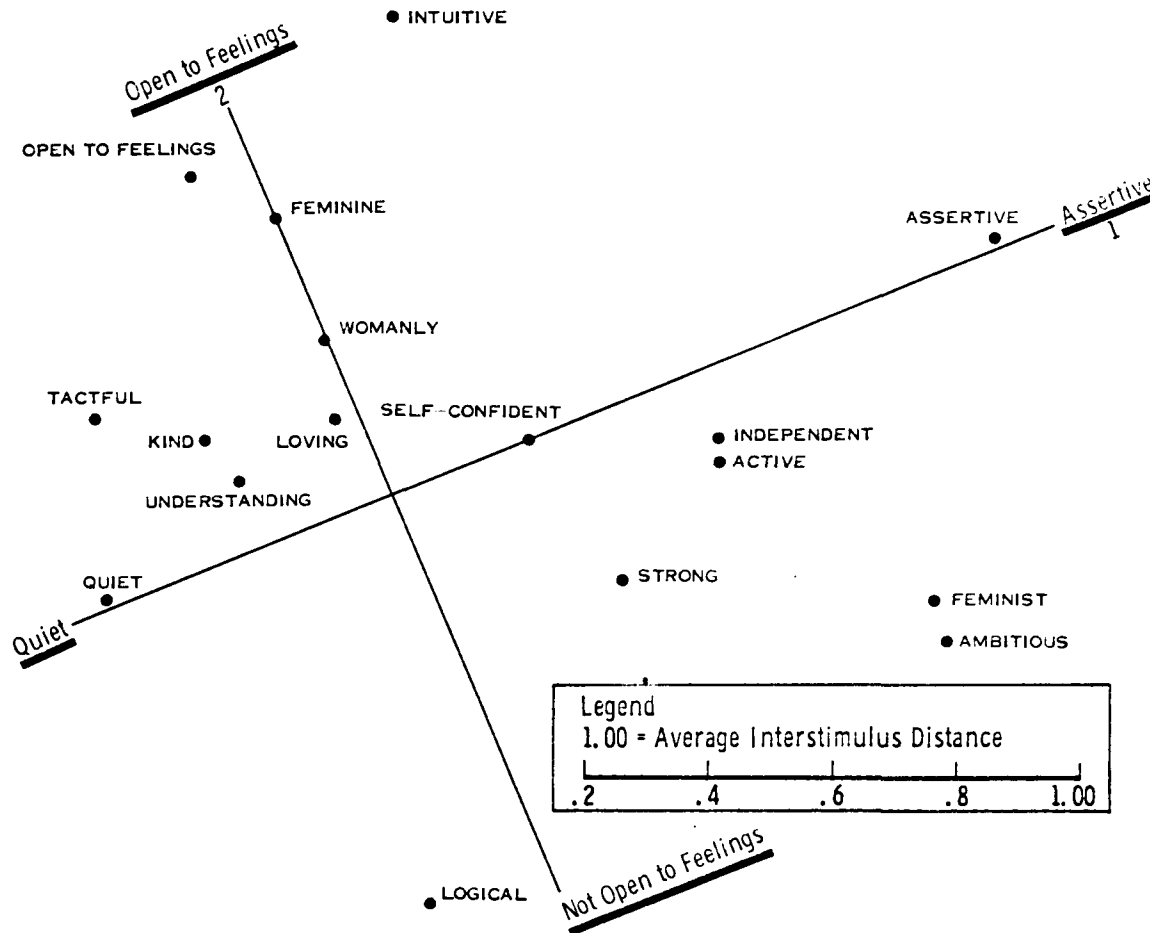 INTUITIVE
Open to Feelings
2
OPEN TO FEELINGS
FEMININE
Assertive
1
ASSERTIVE
WOMANLY
TACTFUL
SELF-CONFIDENT
KIND
LOVING
INDEPENDENT
ACTIVE
UNDERSTANDING
QUIET
STRONG
FEMINIST
Quiet
AMBITIOUS
Legend
1.00 = Average Interstimulus Distance
.2 .4 .6 .8 1.00
LOGICAL
Not Open to Feelings